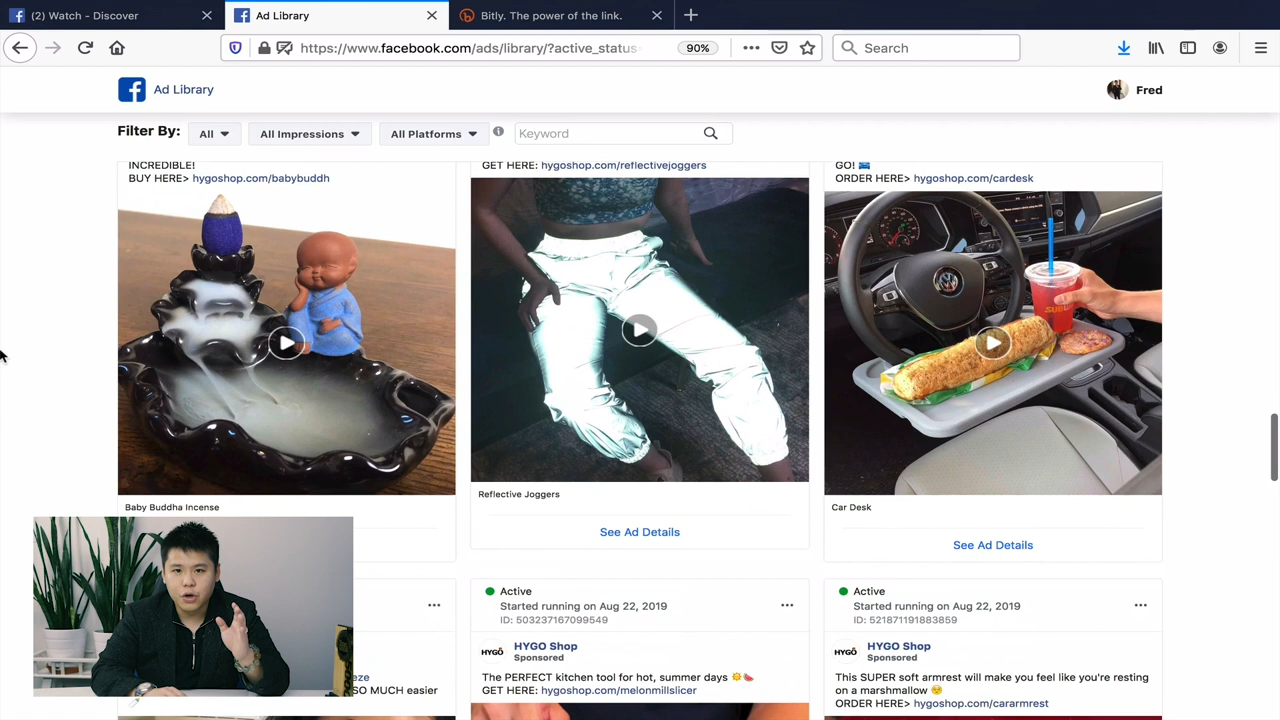 (2) Watch - Discover
Ad Library
Bitly. The power of the link.
https://www.facebook.com/ads/library/?active_status
90%
Search
Ad Library
Fred
Filter By:
All
All Impressions
All Platforms
Keyword
INCREDIBLE!
BUY HERE> hygoshop.com/babybuddh
GET HERE: hygoshop.com/reflectivejoggers
GO!
ORDER HERE> hygoshop.com/cardesk
Baby Buddha Incense
Reflective Joggers
Car Desk
See Ad Details
See Ad Details
Active
Started running on Aug 22, 2019
ID: 503237167099549
HYGŌ
HYGO Shop
Sponsored
The PERFECT kitchen tool for hot, summer days
GET HERE: hygoshop.com/melonmillslicer
Active
Started running on Aug 22, 2019
ID: 521871191883859
HYGŌ
HYGO Shop
Sponsored
This SUPER soft armrest will make you feel like you're resting
on a marshmallow
ORDER HERE> hygoshop.com/cararmrest
eze
SO MUCH easier